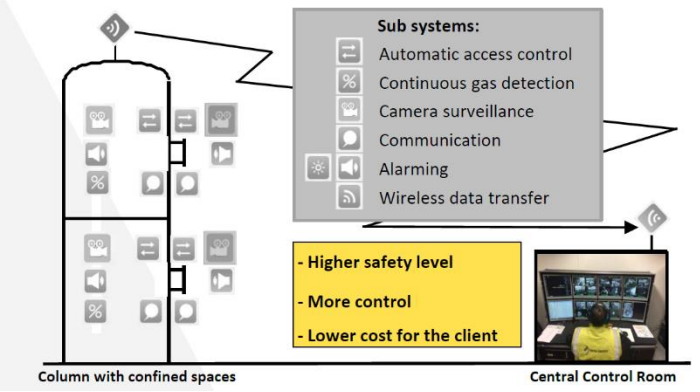 Sub systems:
Automatic access control
% Continuous gas detection
Camera surveillance
Communication
Alarming
Wireless data transfer
%
%
- Higher safety level
- More control
- Lower cost for the client
Column with confined spaces
Central Control Room